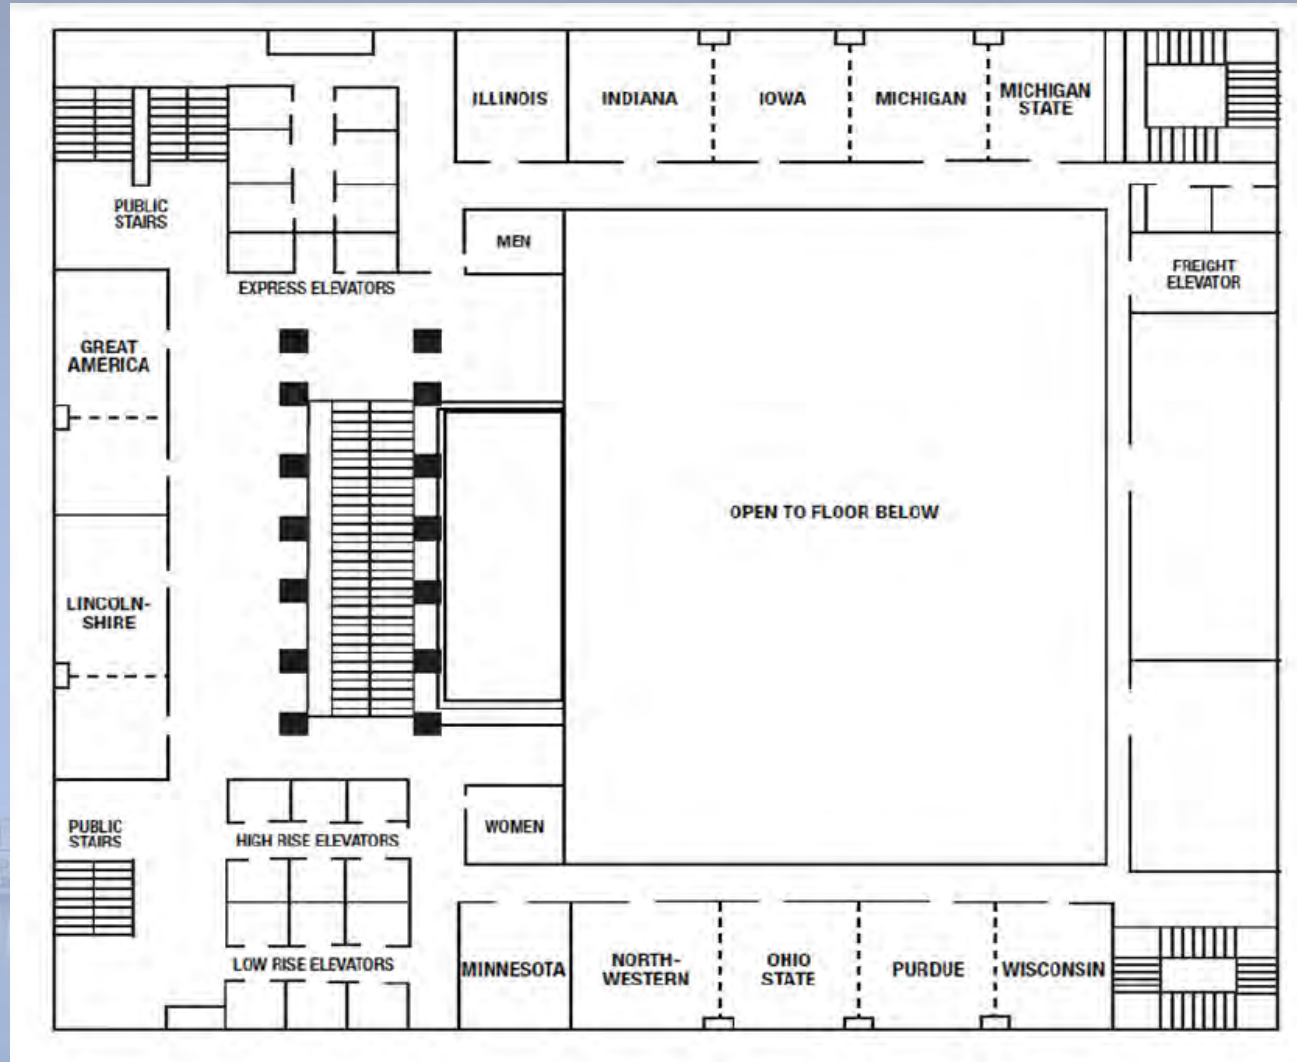 ILLINOIS
INDIANA
IOWA
MICHIGAN
MICHIGAN
STATE
PUBLIC
STAIRS
MEN
EXPRESS ELEVATORS
FREIGHT
ELEVATOR
GREAT
AMERICA
OPEN TO FLOOR BELOW
LINCOLN-
SHIRE
PUBLIC
STAIRS
HIGH RISE ELEVATORS
WOMEN
LOW RISE ELEVATORS
MINNESOTA
NORTH-
WESTERN
OHIO
STATE
PURDUE
WISCONSIN